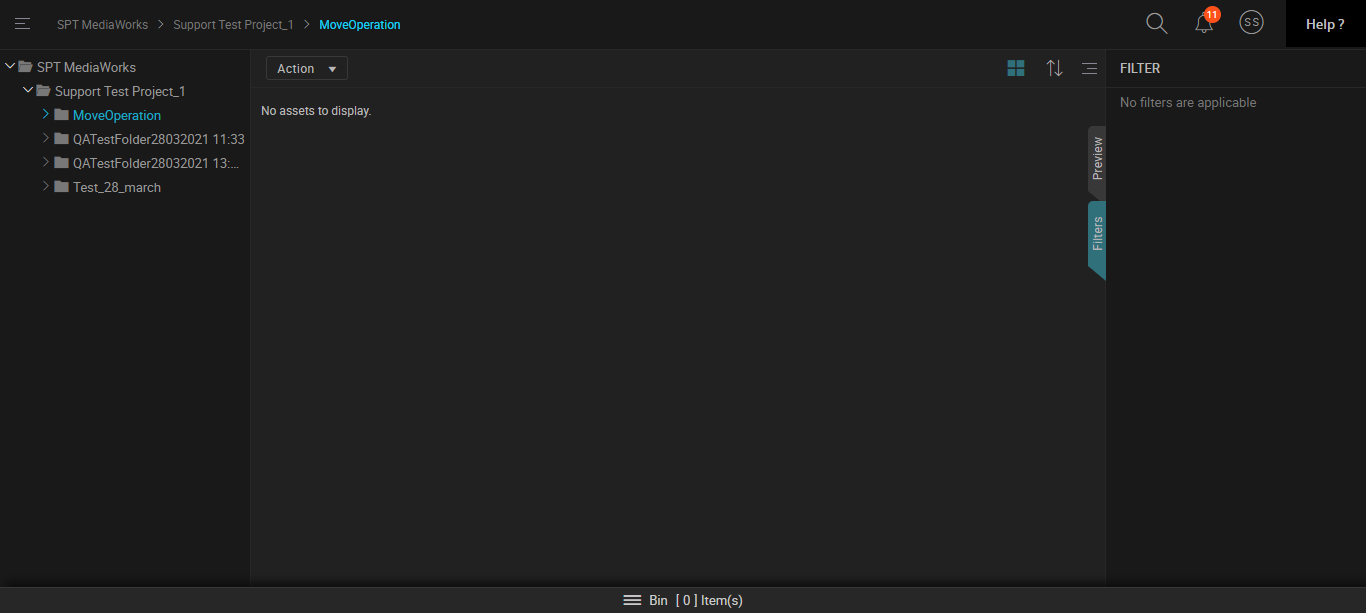 SPT MediaWorks > Support Test Project_1 > MoveOperation
11
SS
Help ?
SPT MediaWorks
Support Test Project_1
MoveOperation
QATestFolder28032021 11:33
QATestFolder28032021 13:...
Test_28_march
Action
No assets to display.
Preview
Filters
FILTER
No filters are applicable
Bin [ 0 ] Item(s)